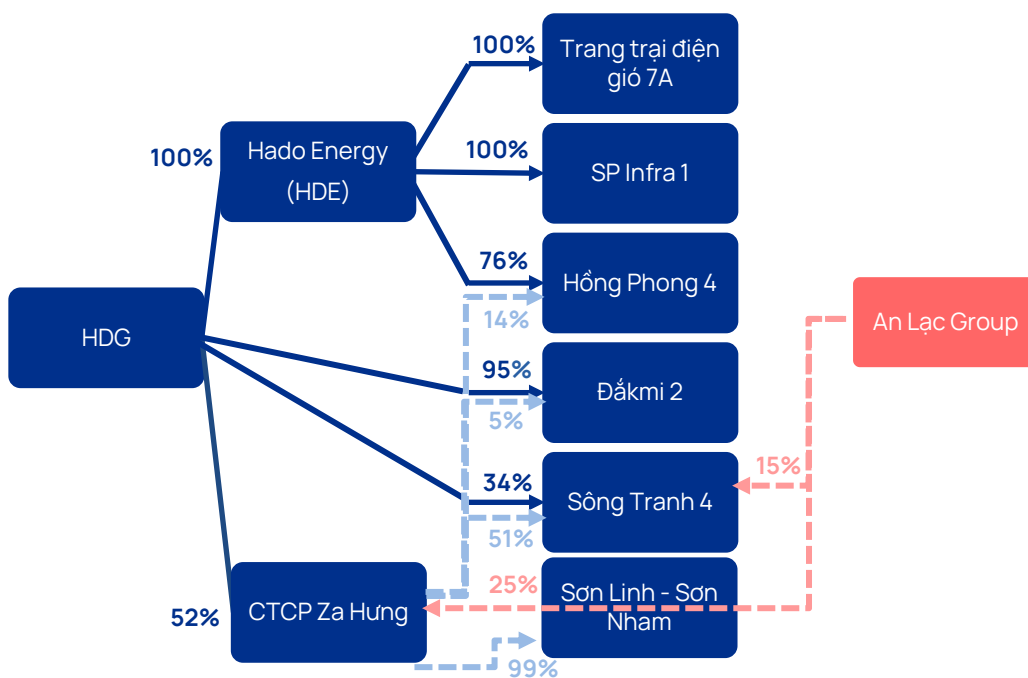 100%
Trang trại điện
gió 7A
100%
Hado Energy
(HDE)
100%
SP Infra 1
76%
Hồng Phong 4
14%
HDG
An Lạc Group
95%
Đắkmi 2
5%
34%
Sông Tranh 4
15%
51%
52%
CTCP Za Hưng
25%
Sơn Linh - Sơn
Nham
99%